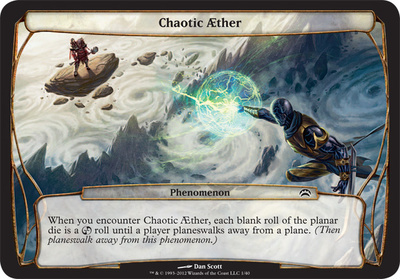 Chaotic Æther
Phenomenon
When you encounter Chaotic Æther, each blank roll of the planar
die is a roll until a player planeswalks away from a plane. (Then
planeswalk away from this phenomenon.)
Dan Scott
™ & © 1993-2012 Wizards of the Coast LLC 1/40